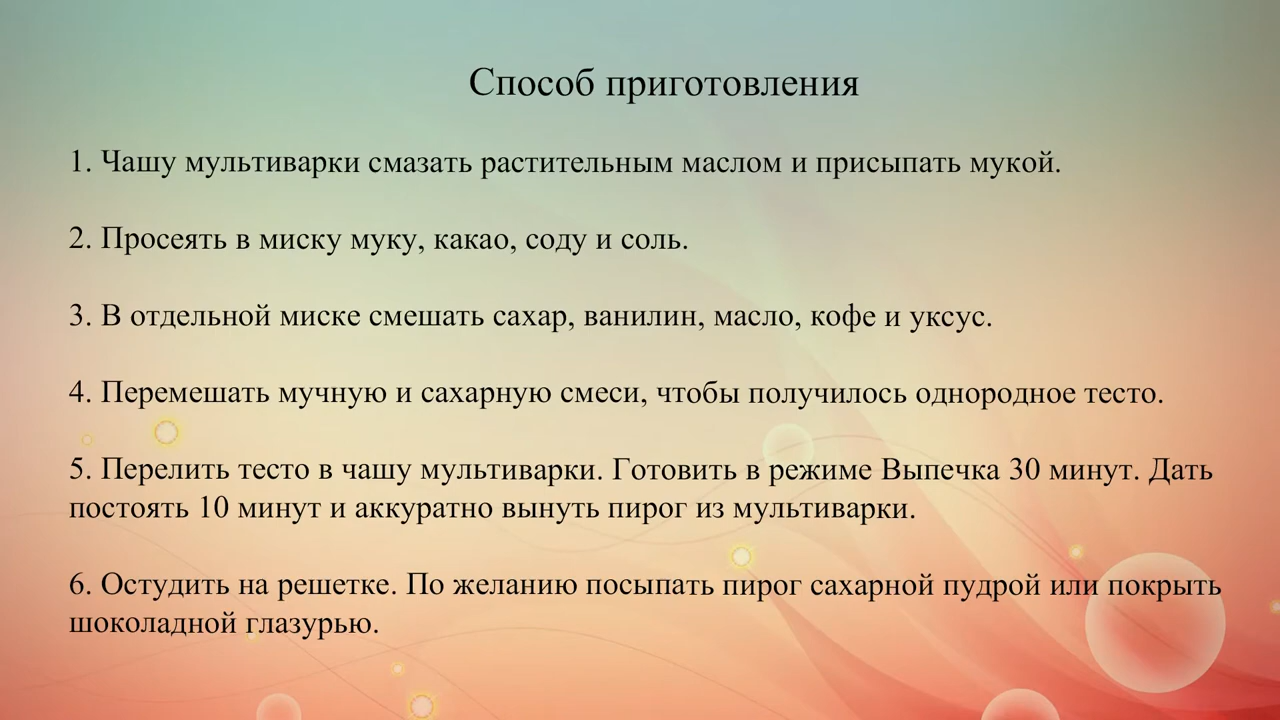 Способ приготовления
1. Чашу мультиварки смазать растительным маслом и присыпать мукой.
2. Просеять в миску муку, какао, соду и соль.
3. В отдельной миске смешать сахар, ванилин, масло, кофе и уксус.
4. Перемешать мучную и сахарную смеси, чтобы получилось однородное тесто.
5. Перелить тесто в чашу мультиварки. Готовить в режиме Выпечка 30 минут. Дать
постоять 10 минут и аккуратно вынуть пирог из мультиварки.
6. Остудить на решетке. По желанию посыпать пирог сахарной пудрой или покрыть
шоколадной глазурью.